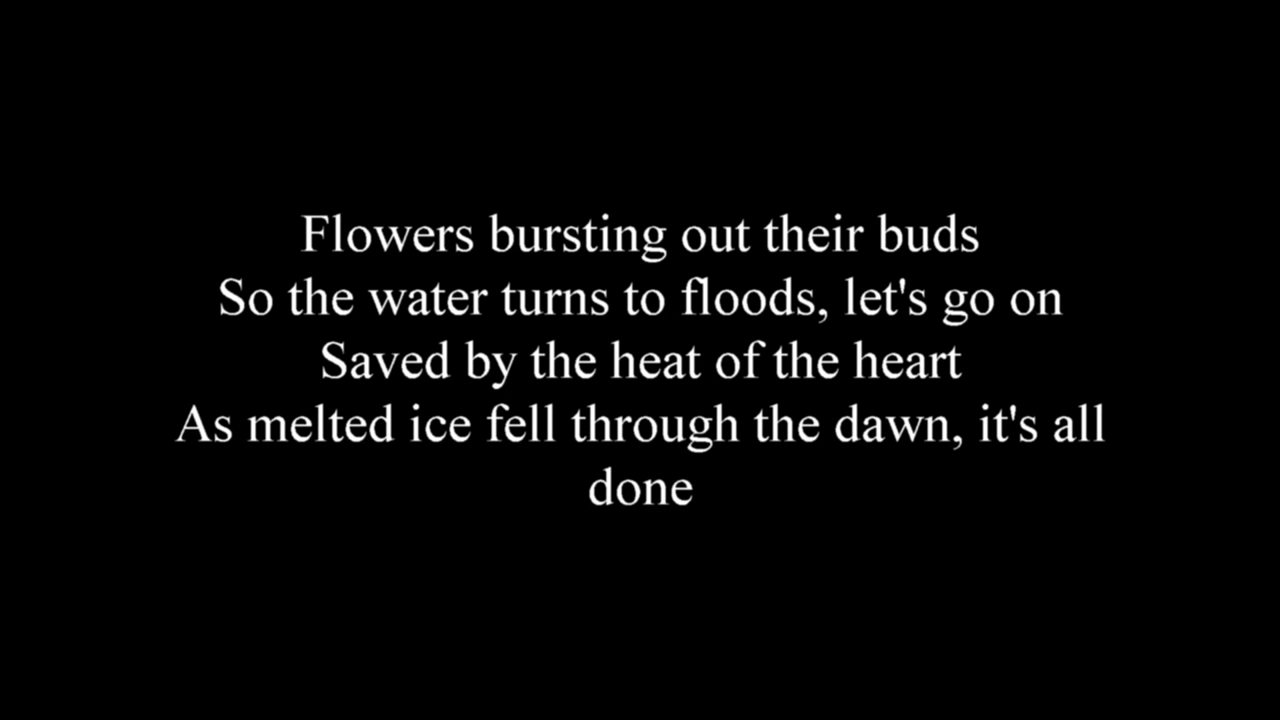 Flowers bursting out their buds
So the water turns to floods, let's go on
Saved by the heat of the heart
As melted ice fell through the dawn, it's all
done